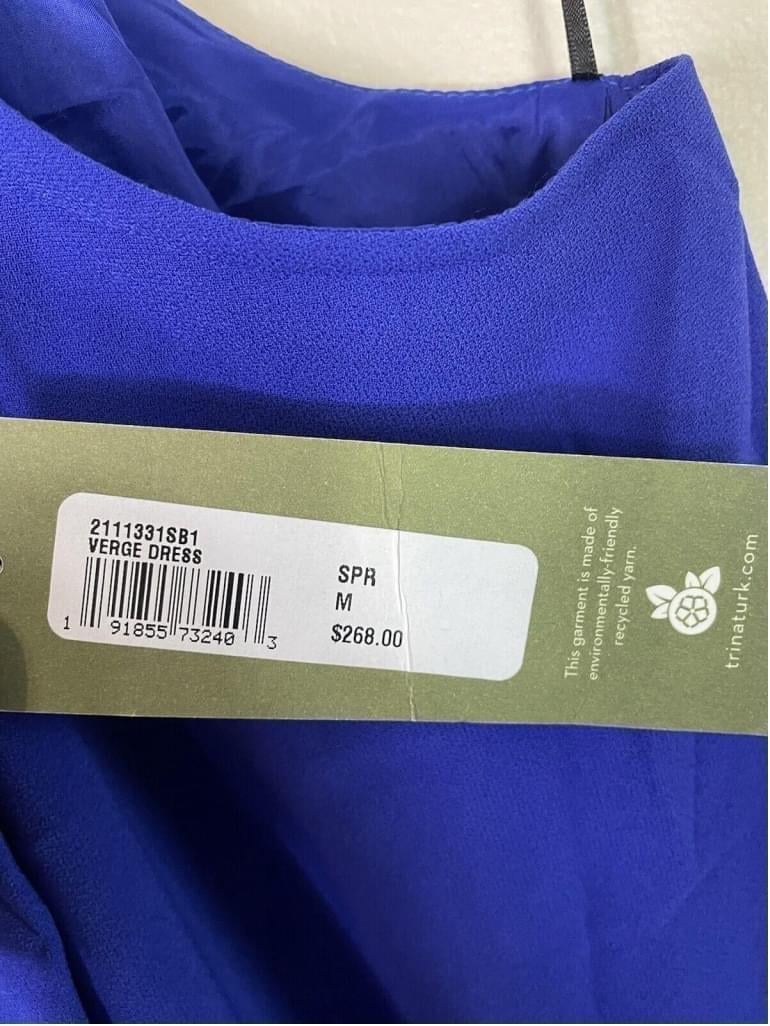 2111331SB1
VERGE DRESS
1 91855 73240 3
SPR
M
$268.00
This garment is made of
environmentally-friendly
recycled yarn.
trinaturk.com